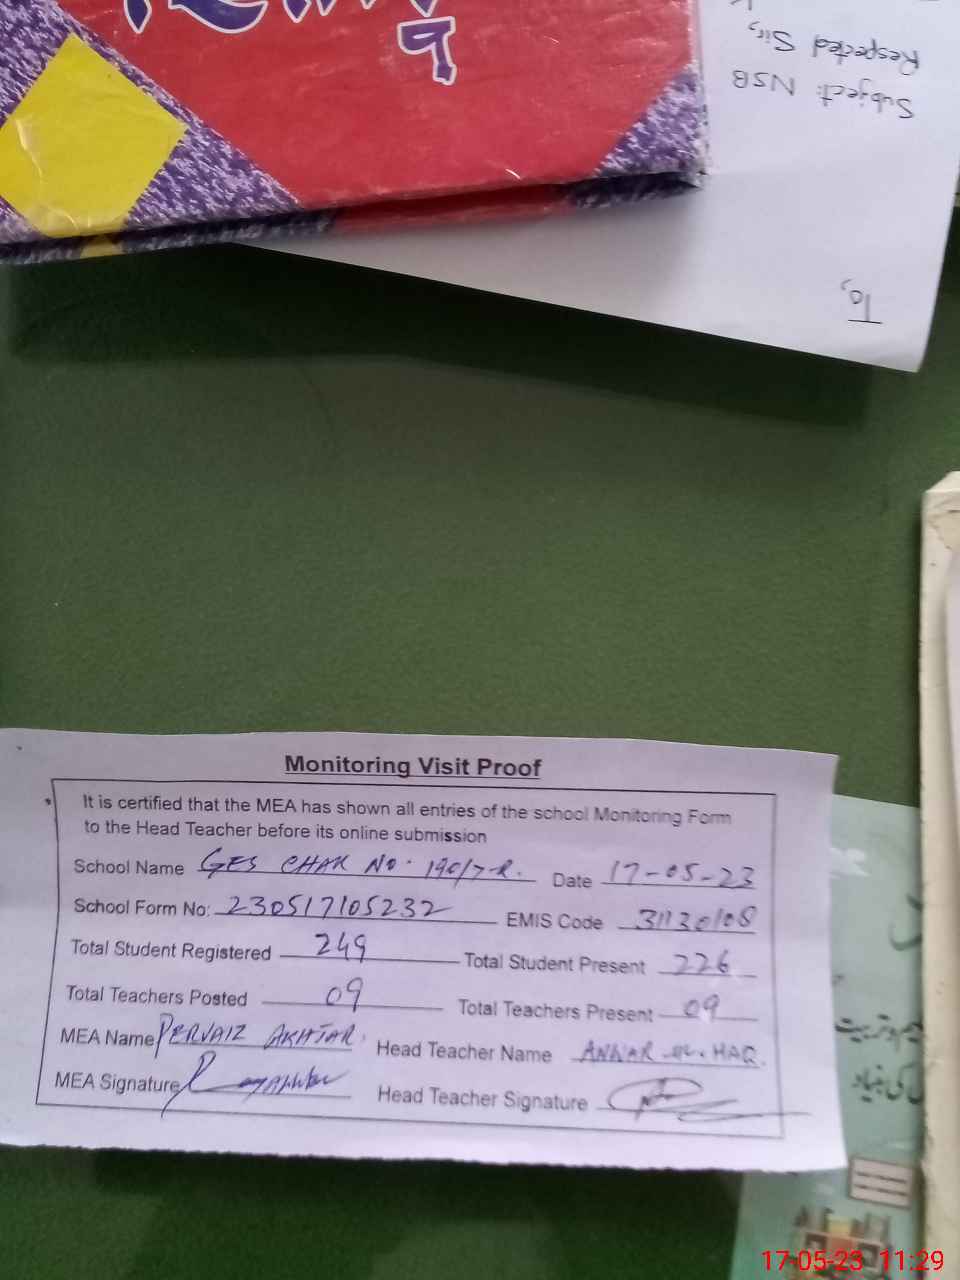 Respected Sir,
Subject: NSB
To,
Monitoring Visit Proof
It is certified that the MEA has shown all entries of the school Monitoring Form
to the Head Teacher before its online submission
School Name GES CHAK NO. 190/7-R. Date 17-05-23
School Form No: 230517105232 EMIS Code 31130108
Total Student Registered 249 Total Student Present 226
Total Teachers Posted 09 Total Teachers Present 09
MEA Name PERVAIZ AKHTAR. Head Teacher Name ANWAR UL HAQ.
MEA Signature Head Teacher Signature
17-05-23 11:29